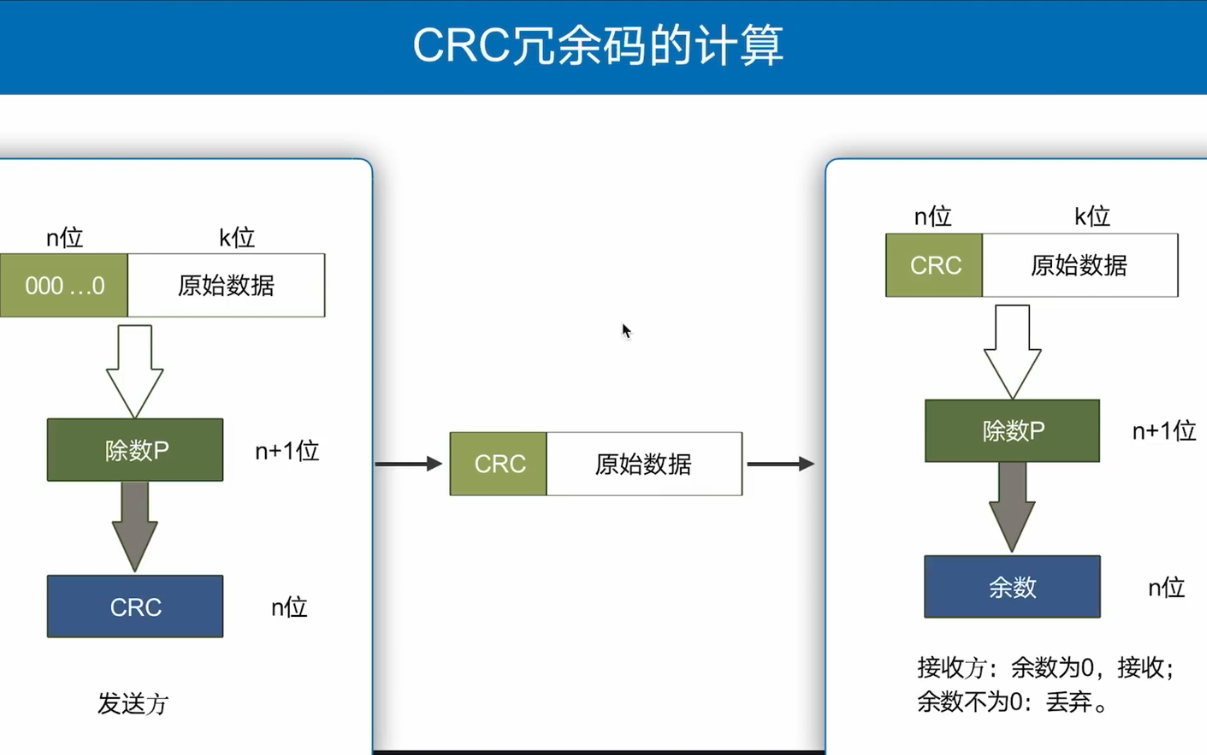 CRC冗余码的计算
n位
k位
000 …0
原始数据
除数P
n+1位
CRC
n位
发送方
CRC
原始数据
n位
k位
CRC
原始数据
除数P
n+1位
余数
n位
接收方：余数为0，接收；
余数不为0：丢弃。